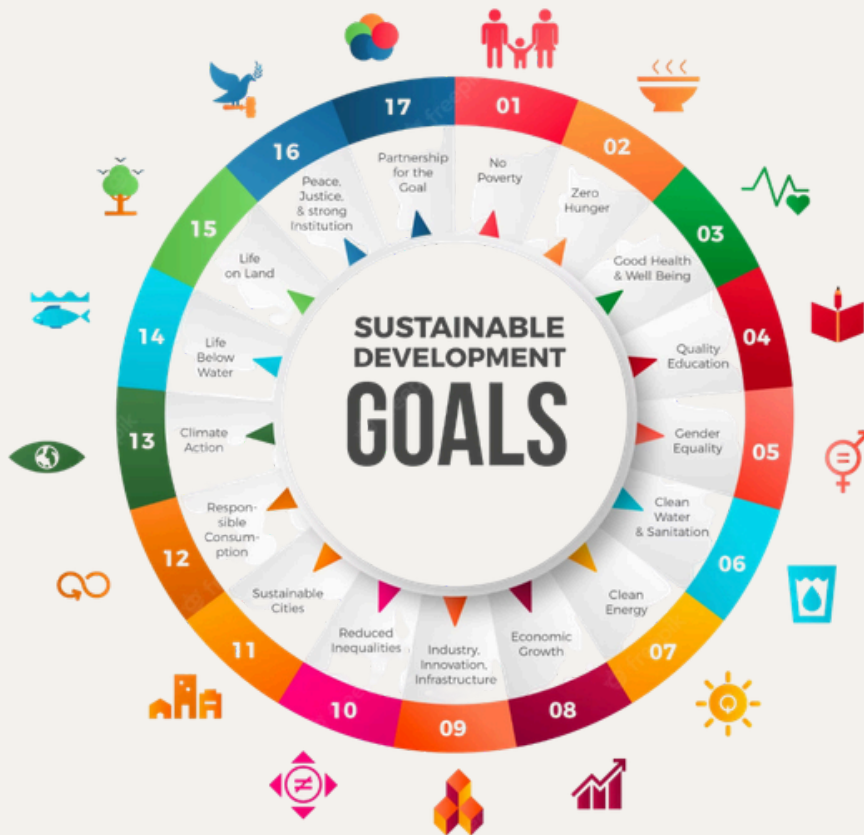 SUSTAINABLE
DEVELOPMENT
GOALS
01
No
Poverty
02
Zero
Hunger
03
Good Health
& Well Being
04
Quality
Education
05
Gender
Equality
06
Clean
Water
& Sanitation
07
Clean
Energy
08
Economic
Growth
09
Industry,
Innovation,
Infrastructure
10
Reduced
Inequalities
11
Sustainable
Cities
12
Respon-
sible
Consum-
ption
13
Climate
Action
14
Life
Below
Water
15
Life
on Land
16
Peace,
Justice,
& strong
Institution
17
Partnership
for the
Goal